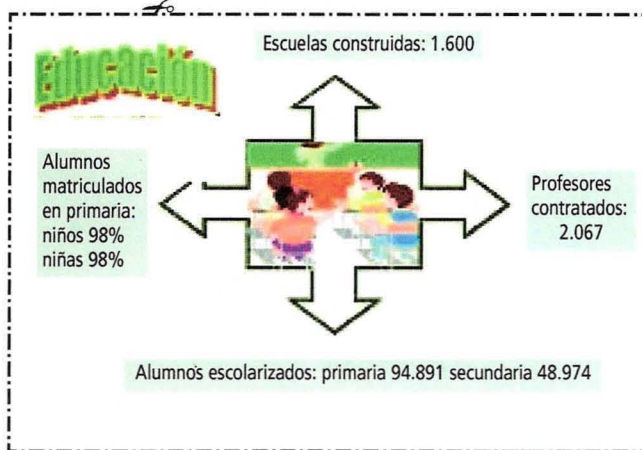 Educación
Escuelas construidas: 1.600
Alumnos
matriculados
en primaria:
niños 98%
niñas 98%
Profesores
contratados:
2.067
Alumnos escolarizados: primaria 94.891 secundaria 48.974